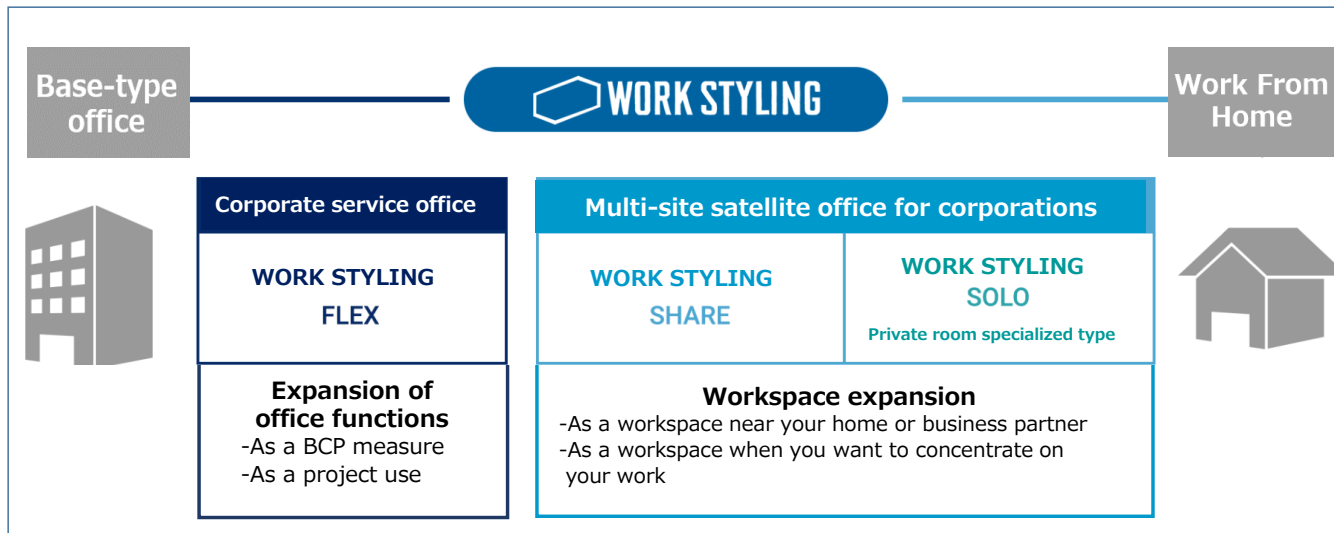 Base-type
office
WORK STYLING
Work From
Home
Corporate service office
Multi-site satellite office for corporations
WORK STYLING
FLEX
WORK STYLING
SHARE
WORK STYLING
SOLO
Private room specialized type
Expansion of
office functions
-As a BCP measure
-As a project use
Workspace expansion
-As a workspace near your home or business partner
-As a workspace when you want to concentrate on
your work